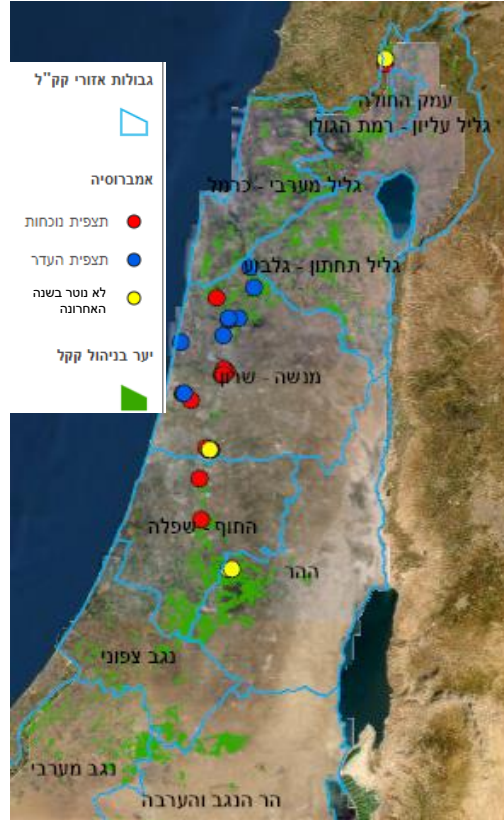 גבולות אזורי קק"ל
אמברוסיה
תצפית נוכחות
תצפית העדר
לא נוטר בשנה
האחרונה
יער בניהול קקל
עמק החולה
גליל עליון - רמת הגולן
גליל מערבי - כרמל
גליל תחתון - גלבוע
מנשה - שרון
החוף - שפלה
ההר
נגב צפוני
נגב מערבי
הר הנגב והערבה